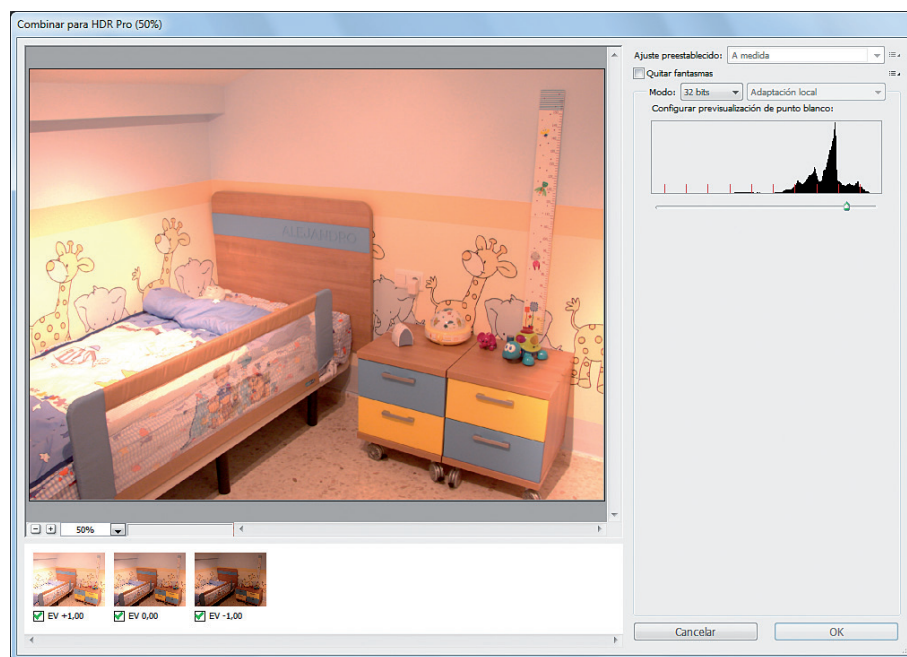 Combinar para HDR Pro (50%)
Ajuste preestablecido: A medida
Quitar fantasmas
Modo: 32 bits Adaptación local
Configurar previsualización de punto blanco:
ALEJANDRO
50%
EV +1,00 EV 0,00 EV -1,00
Cancelar OK